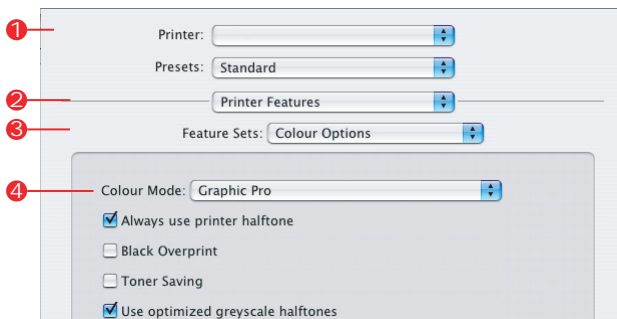 1
Printer:
Presets: Standard
2
Printer Features
3
Feature Sets: Colour Options
4
Colour Mode: Graphic Pro
Always use printer halftone
Black Overprint
Toner Saving
Use optimized greyscale halftones